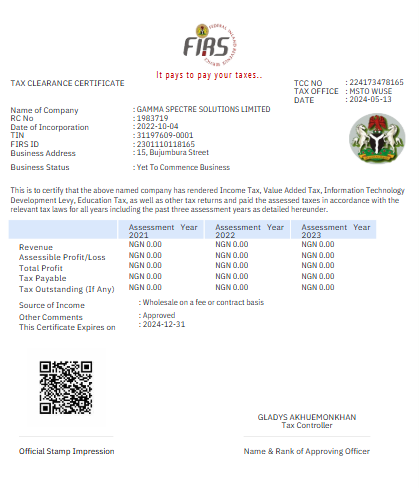 FEDERAL INLAND REVENUE SERVICE
FIRS
It pays to pay your taxes..
TAX CLEARANCE CERTIFICATE
TCC NO : 224173478165
TAX OFFICE : MSTO WUSE
DATE : 2024-05-13
Name of Company : GAMMA SPECTRE SOLUTIONS LIMITED
RC No : 1983719
Date of Incorporation : 2022-10-04
TIN : 31197609-0001
FIRS ID : 2301110118165
Business Address : 15, Bujumbura Street
Business Status : Yet To Commence Business
This is to certify that the above named company has rendered Income Tax, Value Added Tax, Information Technology
Development Levy, Education Tax, as well as other tax returns and paid the assessed taxes in accordance with the
relevant tax laws for all years including the past three assessment years as detailed hereunder.
Assessment Year 2021 Assessment Year 2022 Assessment Year 2023
Revenue NGN 0.00 NGN 0.00 NGN 0.00
Assessible Profit/Loss NGN 0.00 NGN 0.00 NGN 0.00
Total Profit NGN 0.00 NGN 0.00 NGN 0.00
Tax Payable NGN 0.00 NGN 0.00 NGN 0.00
Tax Outstanding (If Any) NGN 0.00 NGN 0.00 NGN 0.00
Source of Income : Wholesale on a fee or contract basis
Other Comments : Approved
This Certificate Expires on : 2024-12-31
GLADYS AKHUEMONKHAN
Tax Controller
Official Stamp Impression
Name & Rank of Approving Officer